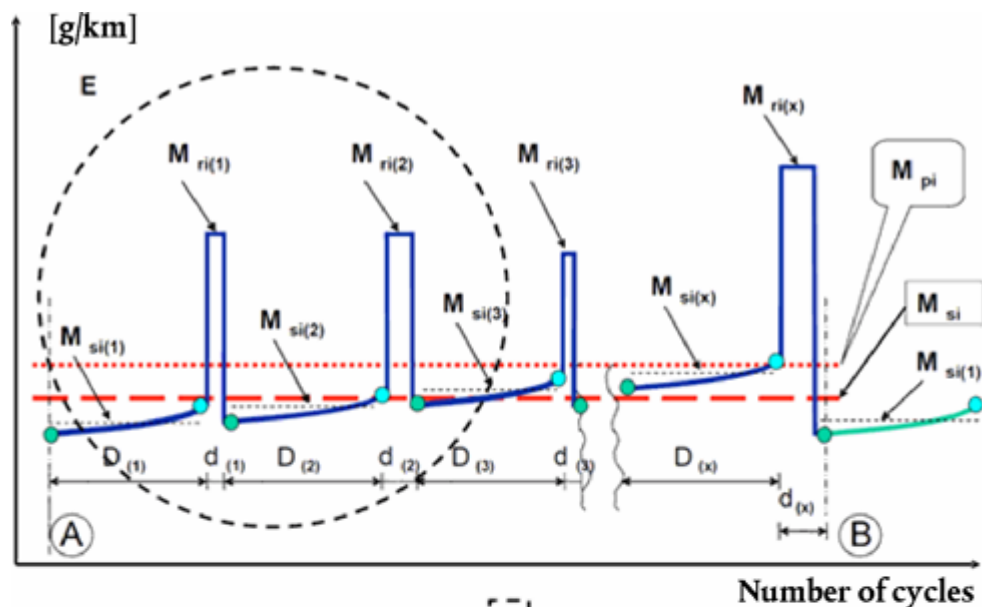 [g/km]
E
M ri(1)
M ri(2)
M ri(3)
M ri(x)
M pi
M si(1)
M si(2)
M si(3)
M si(x)
M si
M si(1)
D (1)
d (1)
D (2)
d (2)
D (3)
d (3)
D (x)
d (x)
A
B
Number of cycles